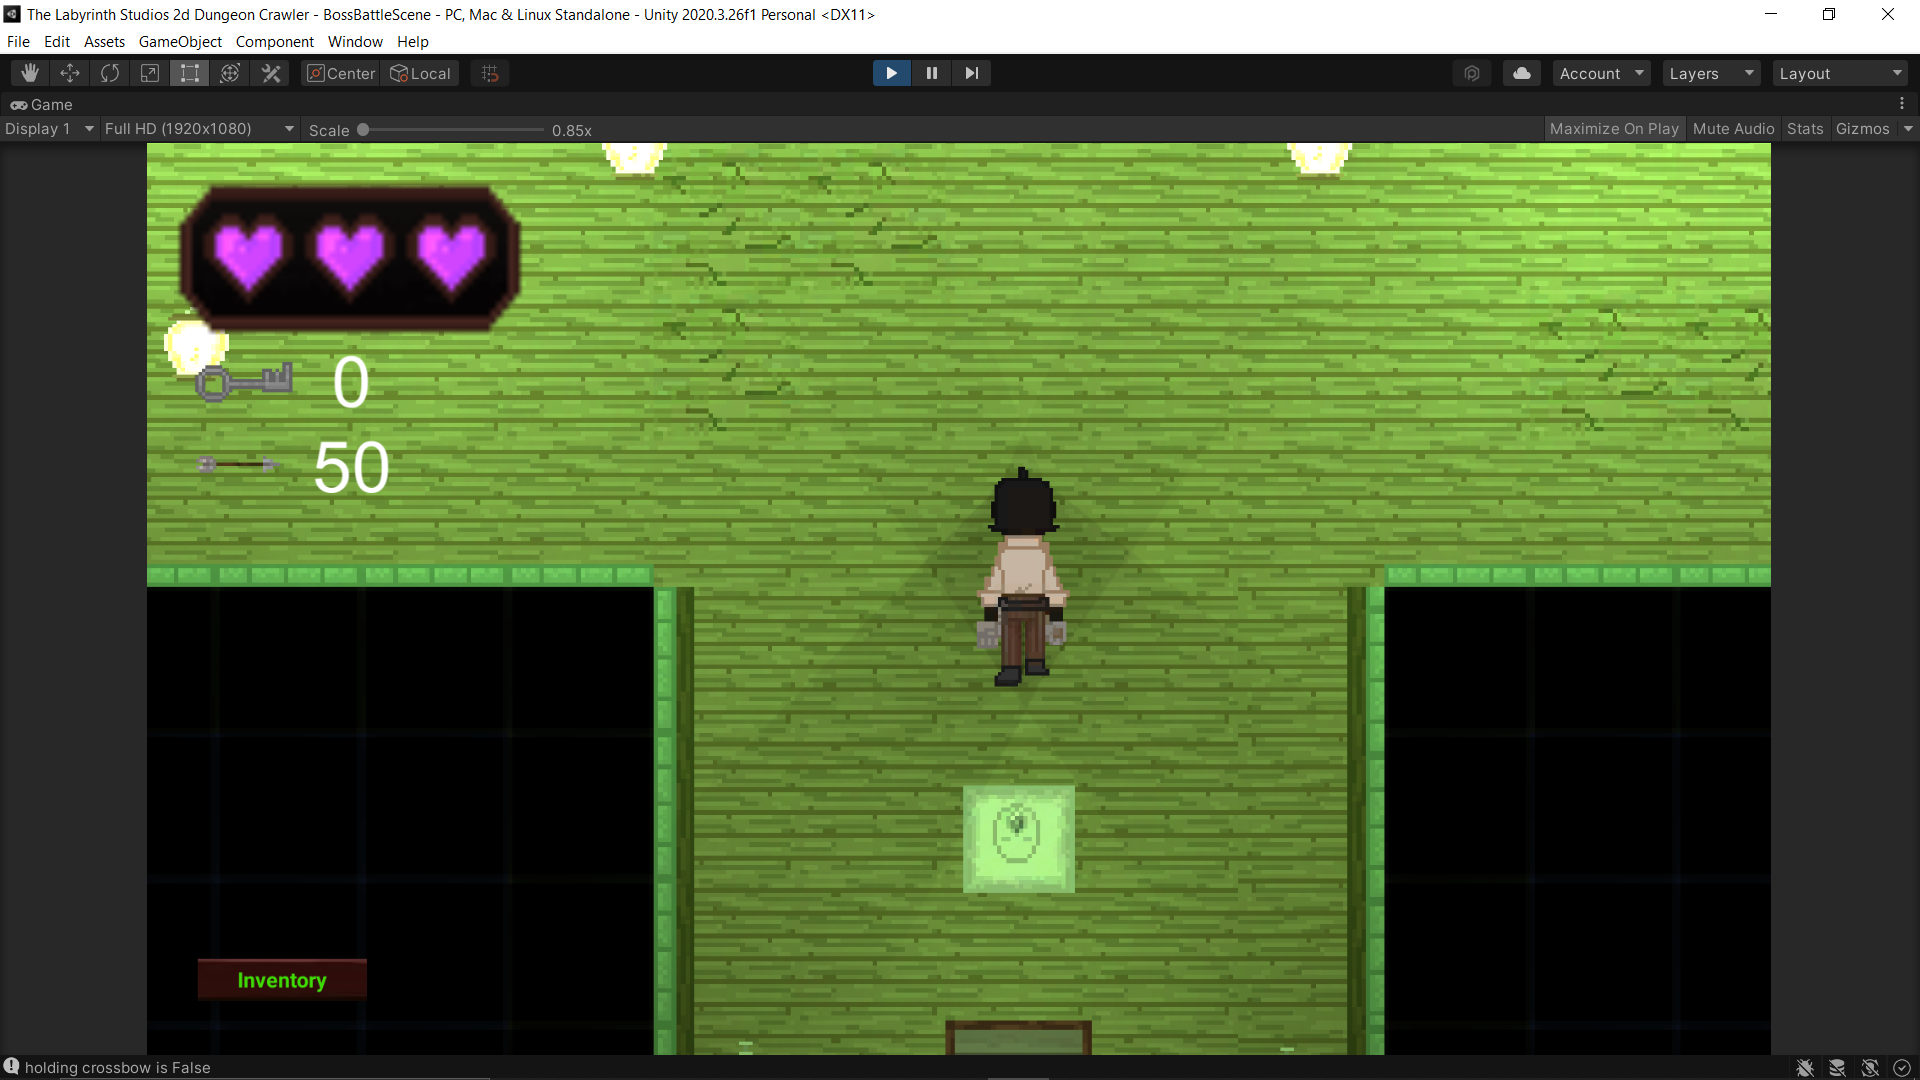 The Labyrinth Studios 2d Dungeon Crawler - BossBattleScene - PC, Mac & Linux Standalone - Unity 2020.3.26f1 Personal <DX11>
File Edit Assets GameObject Component Window Help
Center Local Account Layers Layout
Game
Display 1 Full HD (1920x1080) Scale 0.85x Maximize On Play Mute Audio Stats Gizmos
0
50
Inventory
holding crossbow is False